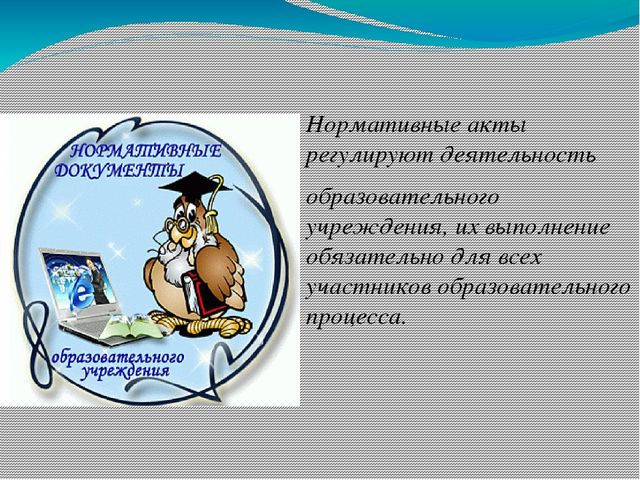 НОРМАТИВНЫЕ
ДОКУМЕНТЫ
образовательного
учреждения
Нормативные акты
регулируют деятельность
образовательного
учреждения, их выполнение
обязательно для всех
участников образовательного
процесса.